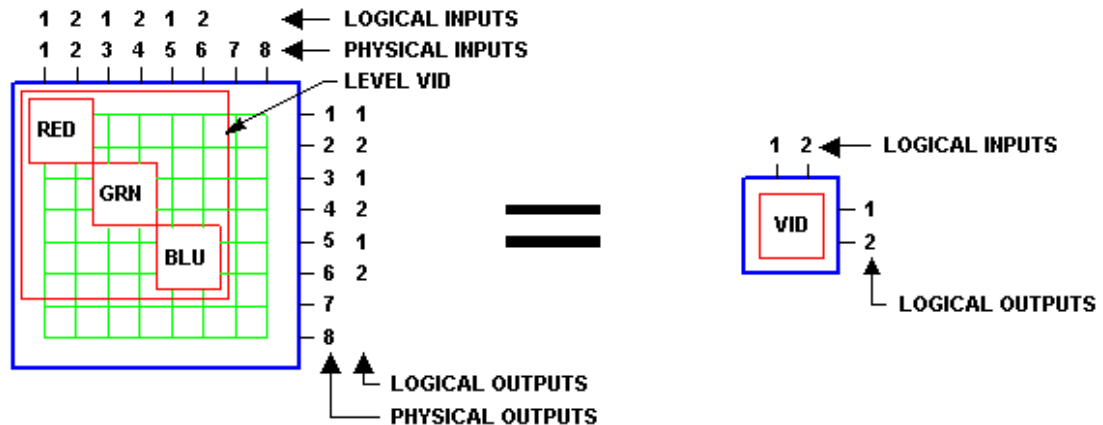 1 2 1 2 1 2 LOGICAL INPUTS
1 2 3 4 5 6 7 8 PHYSICAL INPUTS
LEVEL VID
RED
GRN
BLU
1 1
2 2
3 1
4 2
5 1
6 2
7
8
LOGICAL OUTPUTS
PHYSICAL OUTPUTS
1 2 LOGICAL INPUTS
VID
1
2
LOGICAL OUTPUTS